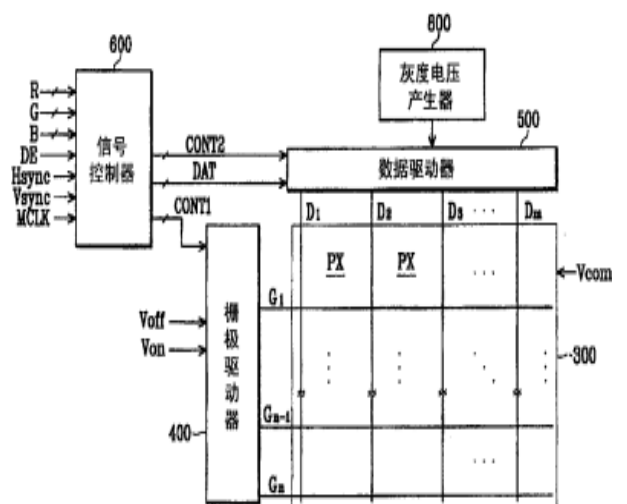 600
800
R
G
B
DE
Hsync
Vsync
MCLK
信号
控制器
灰度电压
产生器
500
CONT2
DAT
CONT1
数据驱动器
D1
D2
D3
...
Dm
PX
PX
...
Vcom
G1
Voff
Von
栅极驱动器
300
400
Gn-1
Gn
...